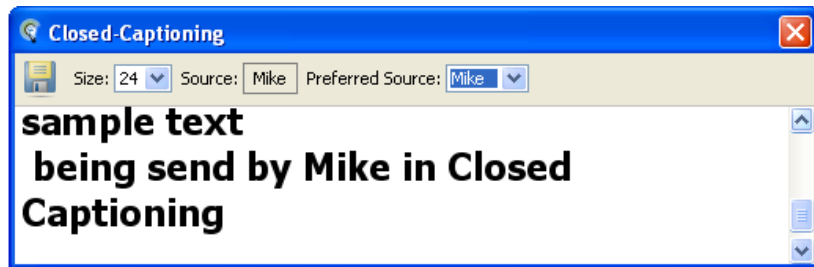 Closed-Captioning
Size: 24 Source: Mike Preferred Source: Mike
sample text
being send by Mike in Closed
Captioning